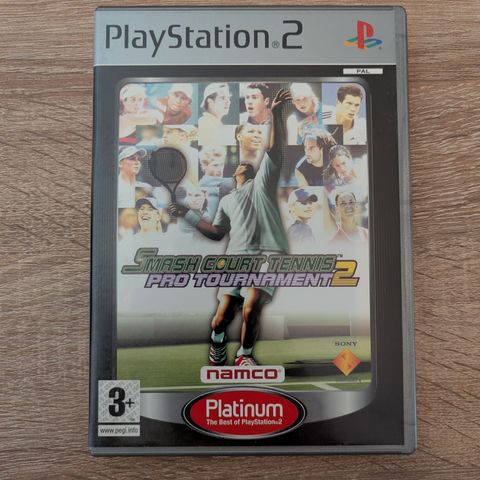 PlayStation®2
PAL
SMASH COURT TENNIS™
PRO TOURNAMENT 2
SONY
namco®
3+
www.pegi.info
Platinum
The Best of PlayStation®2